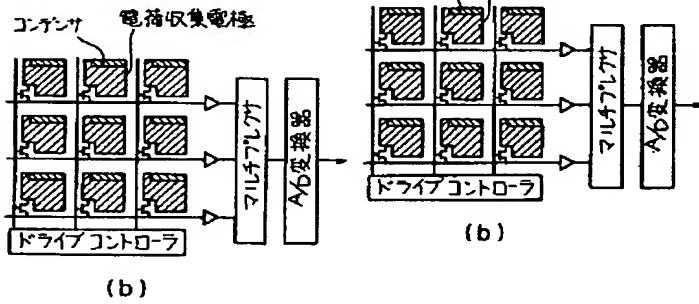 コンデンサ
電荷収集電極
マルチプレクサ
A/D変換器
ドライブコントローラ
(b)
マルチプレクサ
A/D変換器
ドライブコントローラ
(b)